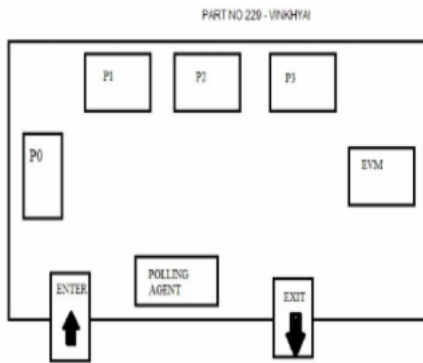 PART NO 229 - VINKHYAI
P1
P2
P3
P0
EVM
POLLING
AGENT
ENTER
EXIT